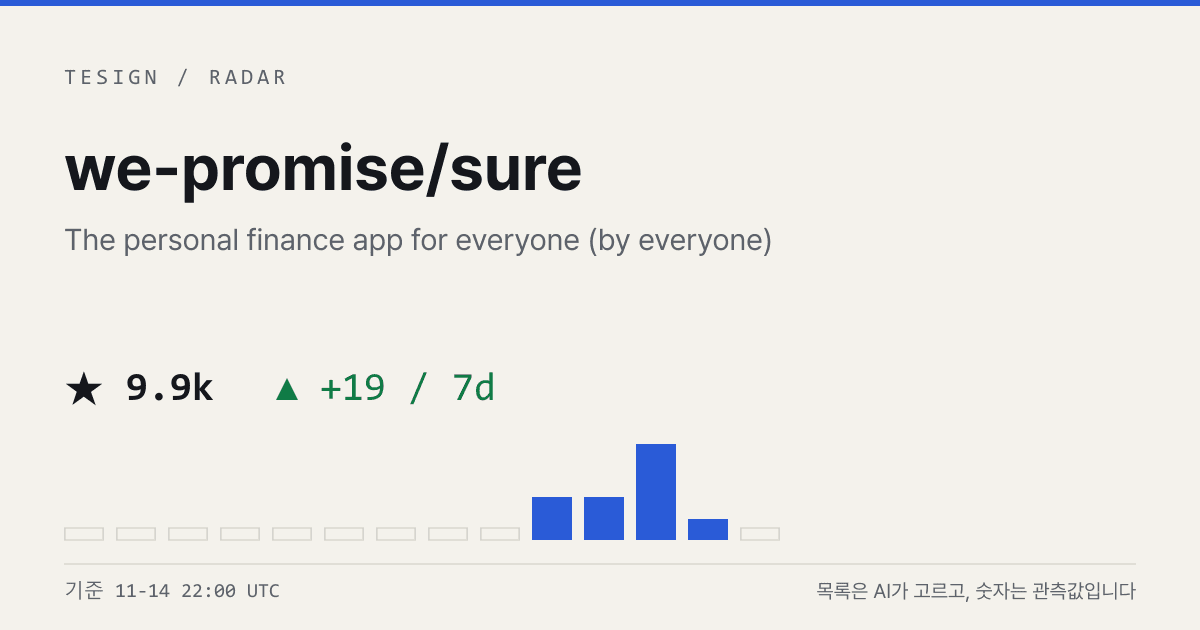 TESIGN / RADAR
we-promise/sure
The personal finance app for everyone (by everyone)
★ 9.9k ▲ +19 / 7d
기준 11-14 22:00 UTC
목록은 AI가 고르고, 숫자는 관측값입니다